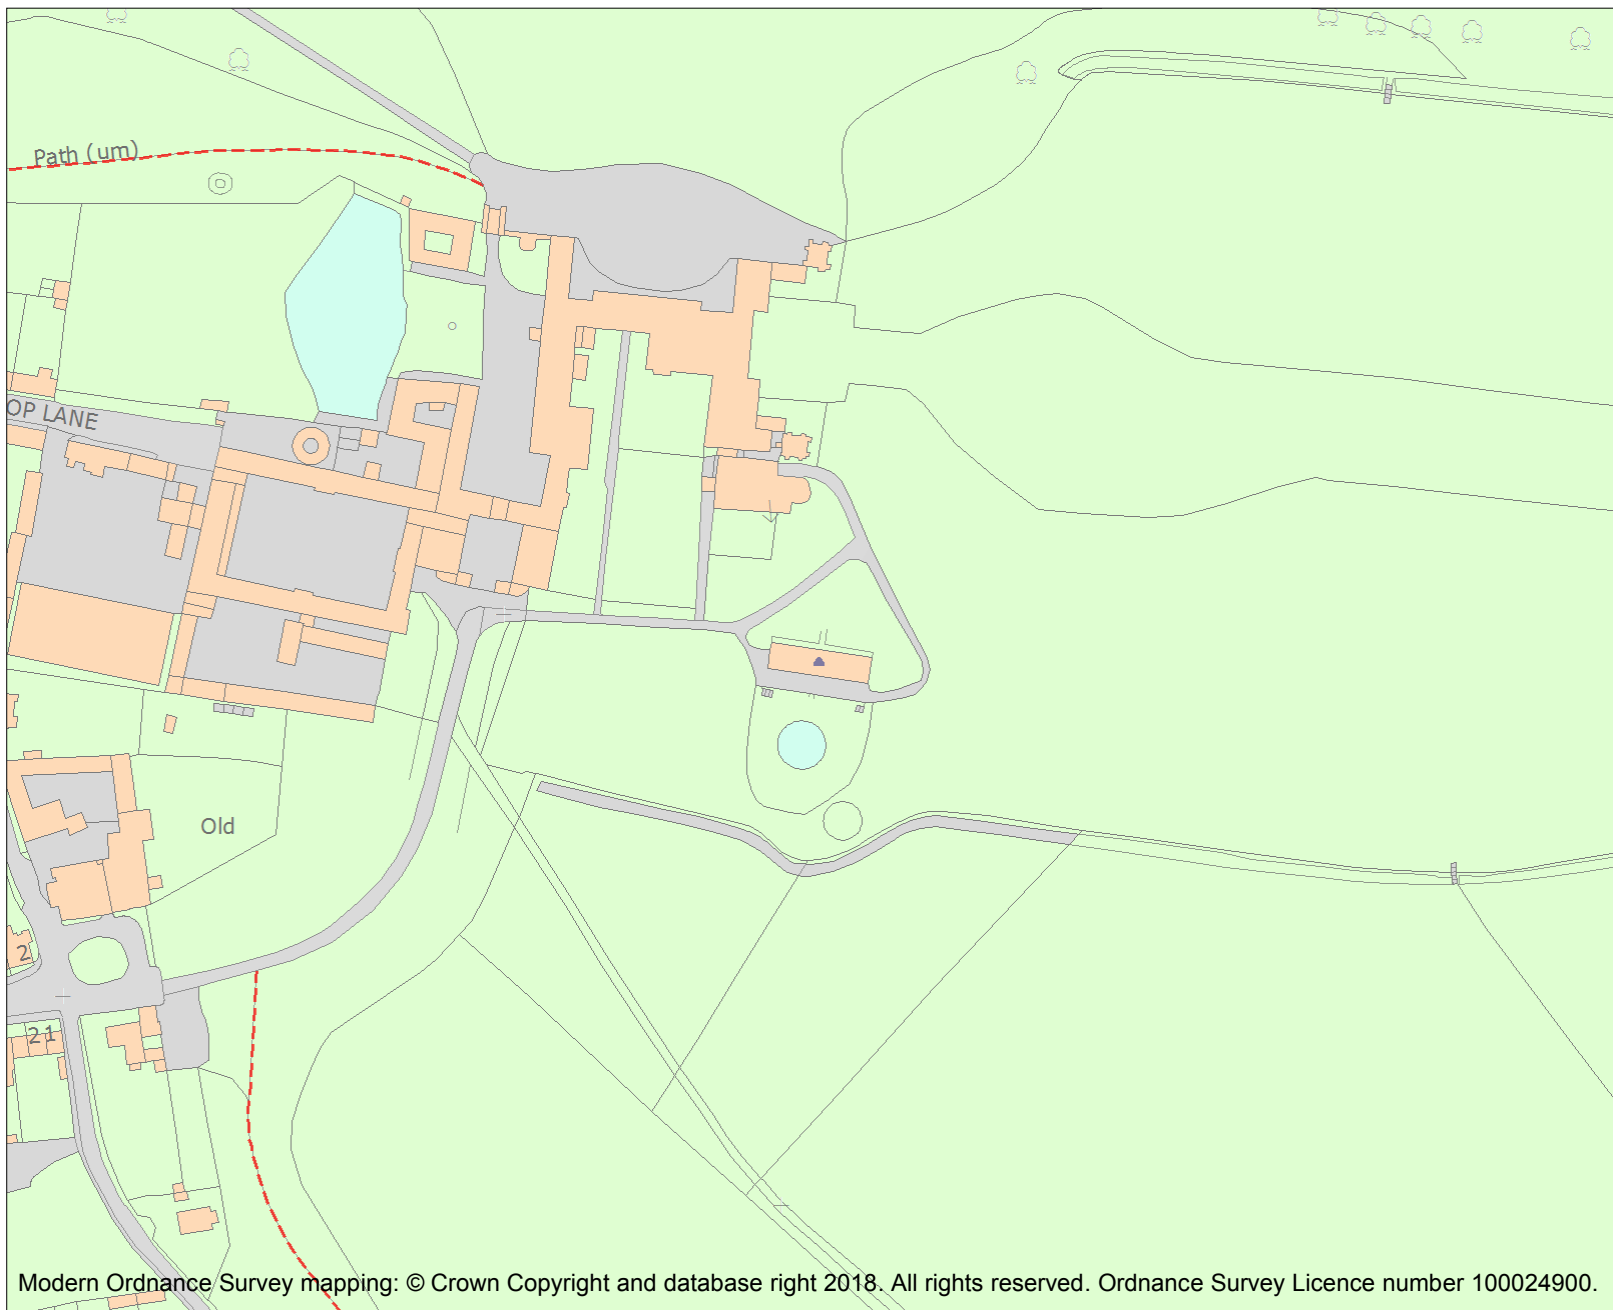 Path (um)
OP LANE
Old
2
21
Modern Ordnance Survey mapping: © Crown Copyright and database right 2018. All rights reserved. Ordnance Survey Licence number 100024900.